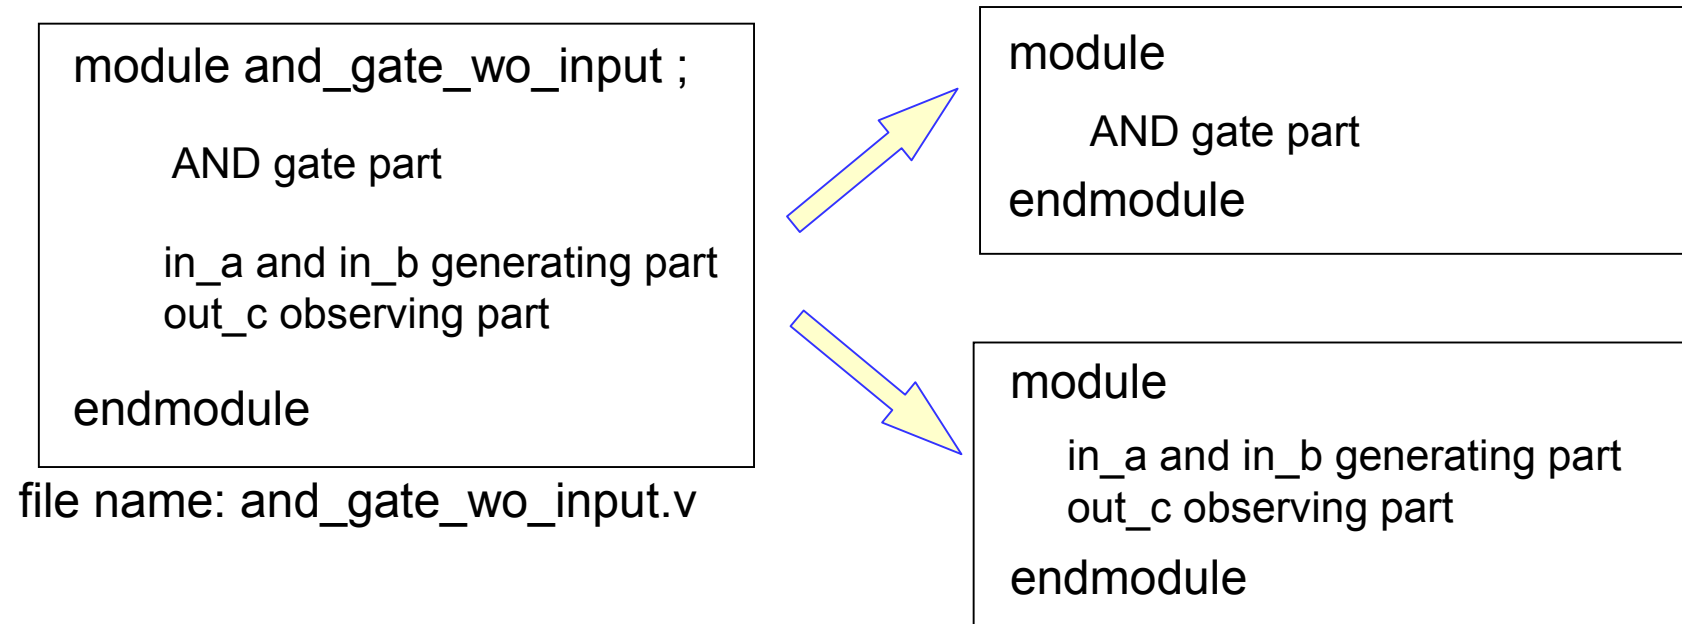 module and_gate_wo_input ;
AND gate part
in_a and in_b generating part
out_c observing part
endmodule
file name: and_gate_wo_input.v
module
AND gate part
endmodule
module
in_a and in_b generating part
out_c observing part
endmodule